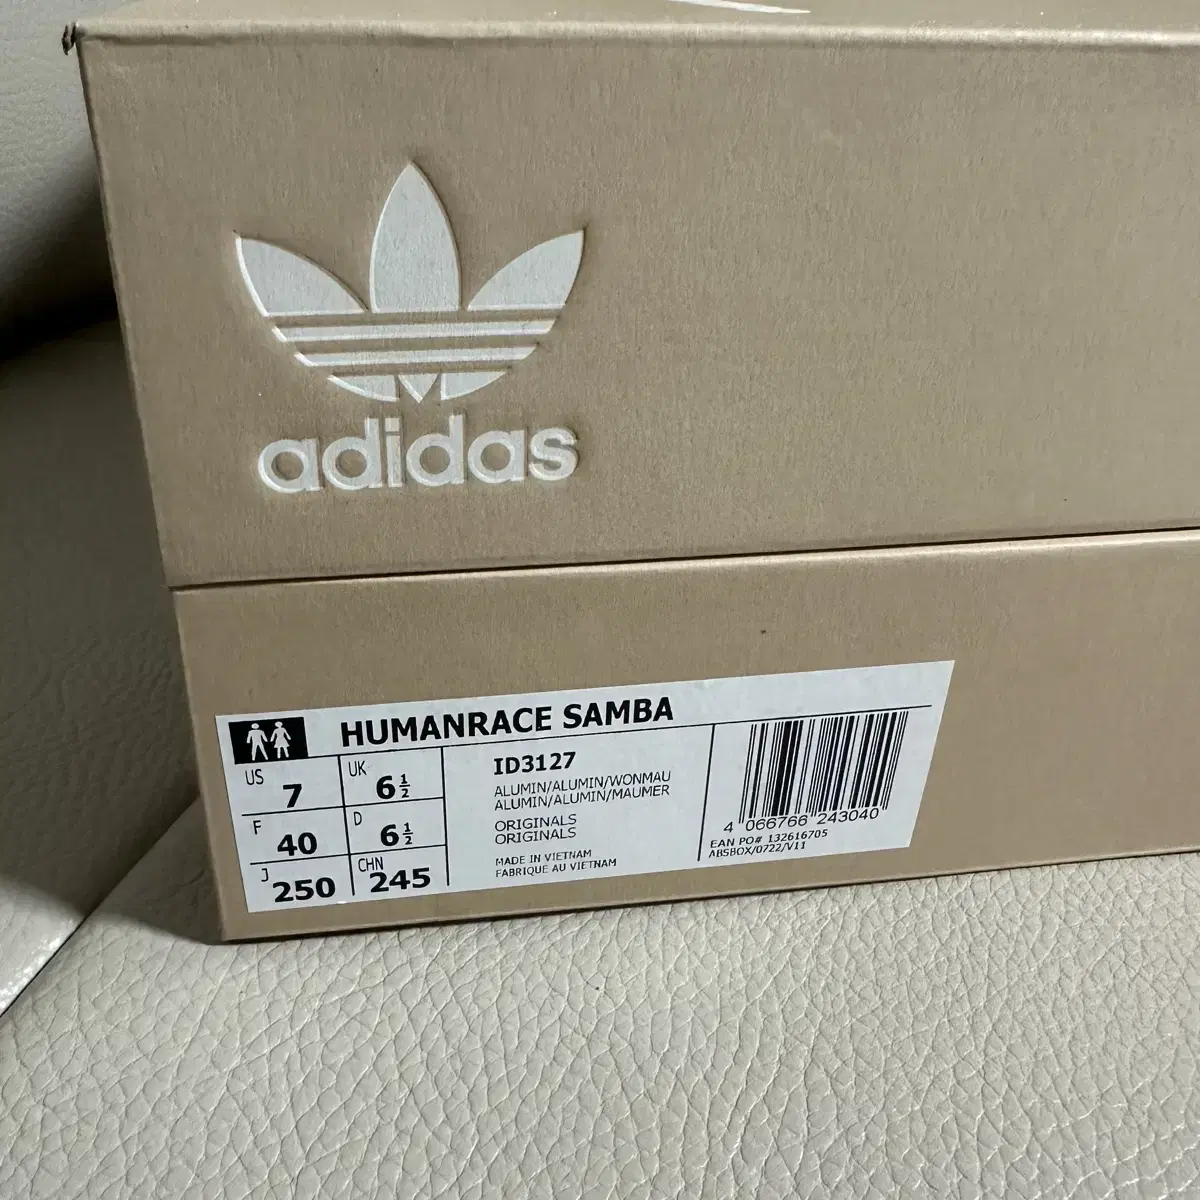 adidas
HUMANRACE SAMBA
US 7
UK 6½
F 40
D 6½
J 250
CHN 245
ID3127
ALUMIN/ALUMIN/WONMAU
ALUMIN/ALUMIN/MAUMER
ORIGINALS
ORIGINALS
MADE IN VIETNAM
FABRIQUE AU VIETNAM
4 066766 243040
EAN PO# 132616705
ABSBOX/0722/V11